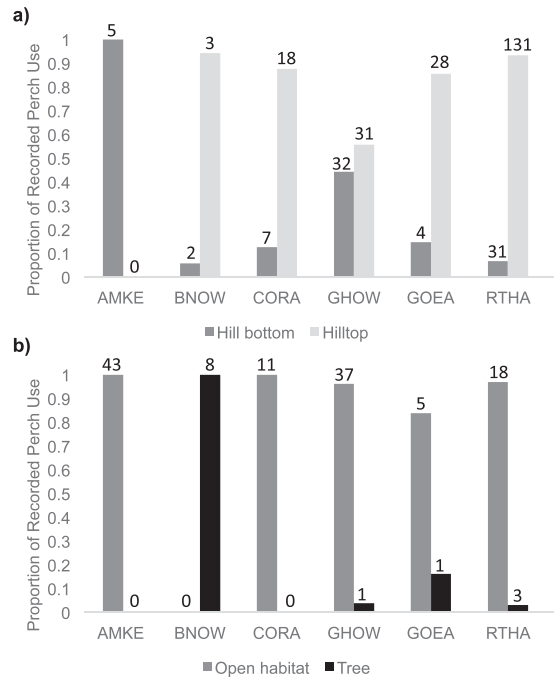 a)
Proportion of Recorded Perch Use
1
0.9
0.8
0.7
0.6
0.5
0.4
0.3
0.2
0.1
0
5 0 2 3 7 18 32 31 4 28 31 131
AMKE BNOW CORA GHOW GOEA RTHA
Hill bottom Hilltop
b)
Proportion of Recorded Perch Use
1
0.9
0.8
0.7
0.6
0.5
0.4
0.3
0.2
0.1
0
43 0 0 8 11 0 37 1 5 1 18 3
AMKE BNOW CORA GHOW GOEA RTHA
Open habitat Tree